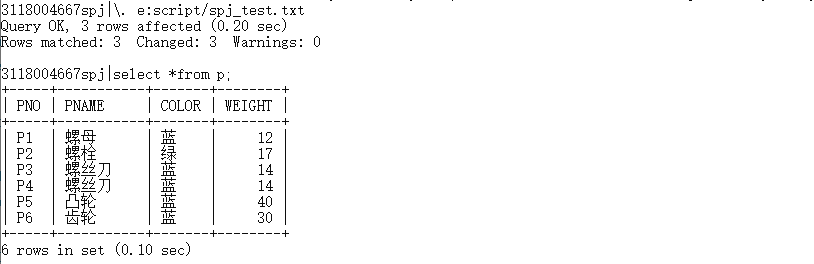 3118004667spj|\. e:script/spj_test.txt
Query OK, 3 rows affected (0.20 sec)
Rows matched: 3  Changed: 3  Warnings: 0
3118004667spj|select *from p;
+-----+-----------+-------+--------+
| PNO | PNAME     | COLOR | WEIGHT |
+-----+-----------+-------+--------+
| P1  | 螺母      | 蓝    |     12 |
| P2  | 螺栓      | 绿    |     17 |
| P3  | 螺丝刀    | 蓝    |     14 |
| P4  | 螺丝刀    | 蓝    |     14 |
| P5  | 凸轮      | 蓝    |     40 |
| P6  | 齿轮      | 蓝    |     30 |
+-----+-----------+-------+--------+
6 rows in set (0.10 sec)